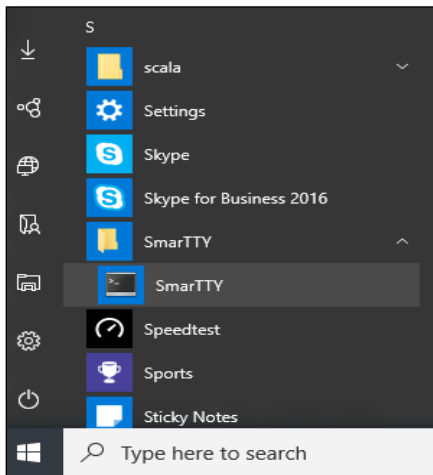 S
scala
Settings
Skype
Skype for Business 2016
SmarTTY
SmarTTY
Speedtest
Sports
Sticky Notes
Type here to search